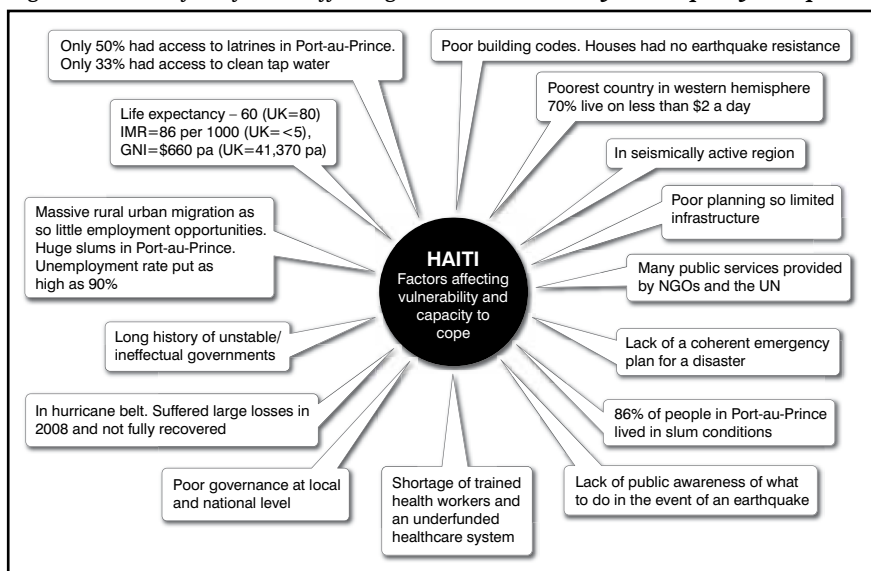 Only 50% had access to latrines in Port-au-Prince.
Only 33% had access to clean tap water
Poor building codes. Houses had no earthquake resistance
Life expectancy – 60 (UK=80)
IMR=86 per 1000 (UK=<5),
GNI=$660 pa (UK=41,370 pa)
Poorest country in western hemisphere
70% live on less than $2 a day
In seismically active region
Massive rural urban migration as
so little employment opportunities.
Huge slums in Port-au-Prince.
Unemployment rate put as
high as 90%
Poor planning so limited
infrastructure
HAITI
Factors affecting
vulnerability and
capacity to
cope
Many public services provided
by NGOs and the UN
Long history of unstable/
ineffectual governments
Lack of a coherent emergency
plan for a disaster
In hurricane belt. Suffered large losses in
2008 and not fully recovered
86% of people in Port-au-Prince
lived in slum conditions
Poor governance at local
and national level
Shortage of trained
health workers and
an underfunded
healthcare system
Lack of public awareness of what
to do in the event of an earthquake